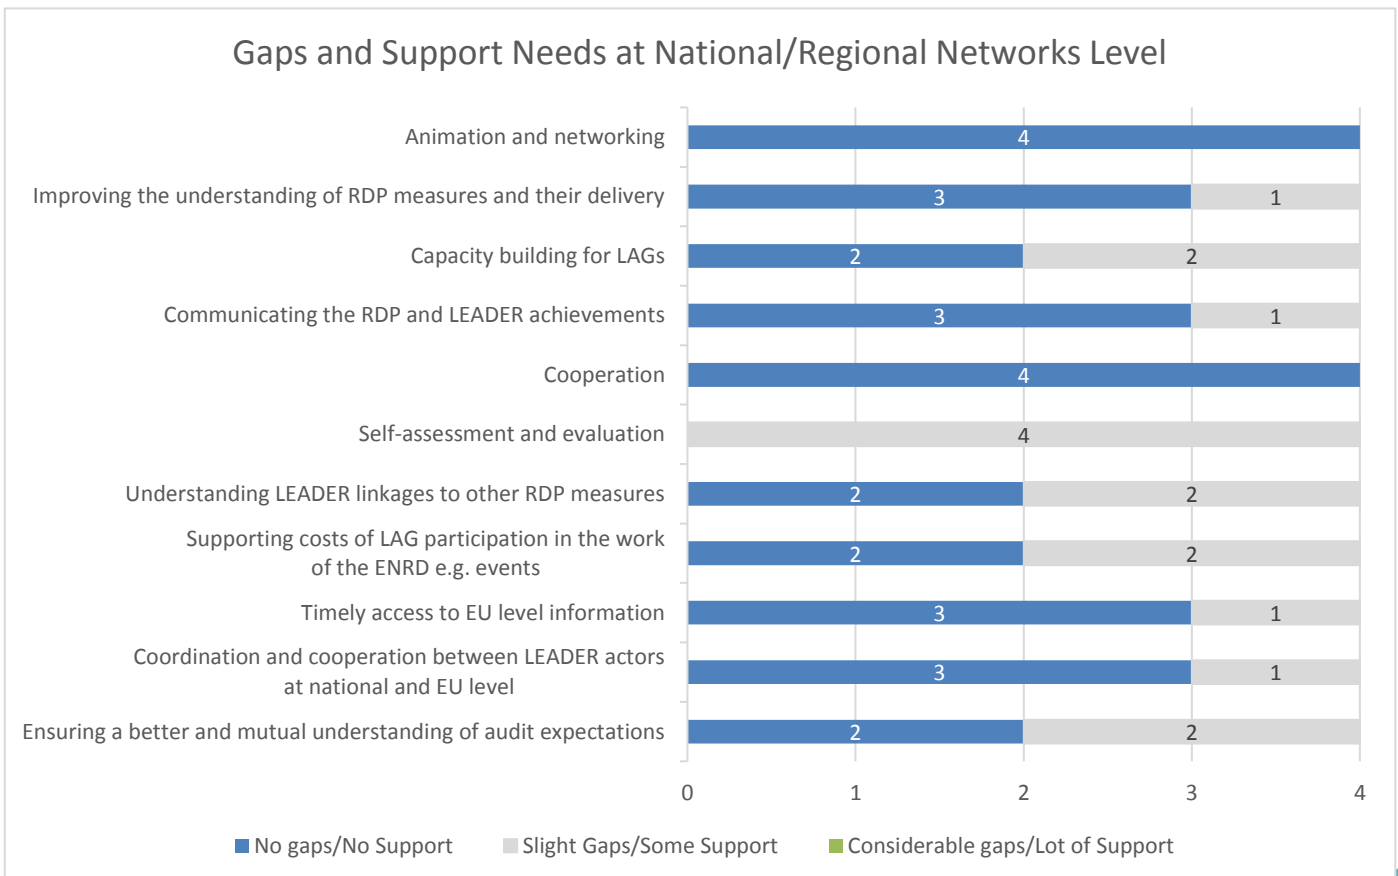 Gaps and Support Needs at National/Regional Networks Level
Animation and networking
4
Improving the understanding of RDP measures and their delivery
3 1
Capacity building for LAGs
2 2
Communicating the RDP and LEADER achievements
3 1
Cooperation
4
Self-assessment and evaluation
4
Understanding LEADER linkages to other RDP measures
2 2
Supporting costs of LAG participation in the work
of the ENRD e.g. events
2 2
Timely access to EU level information
3 1
Coordination and cooperation between LEADER actors
at national and EU level
3 1
Ensuring a better and mutual understanding of audit expectations
2 2
0 1 2 3 4
No gaps/No Support Slight Gaps/Some Support Considerable gaps/Lot of Support